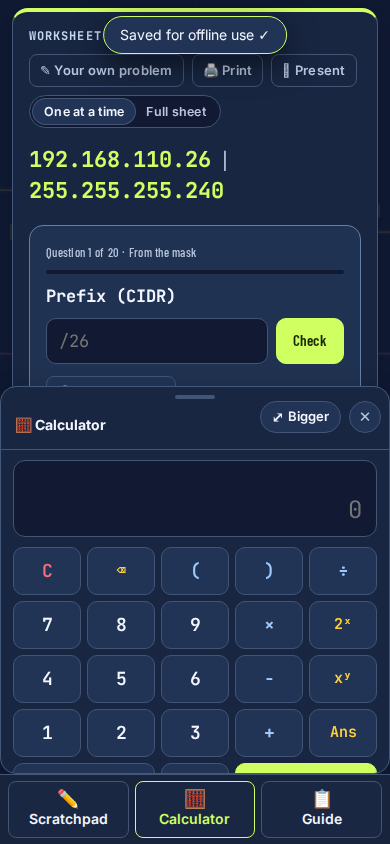 WORKSHEET
Saved for offline use ✓
✎ Your own problem
🖨 Print
Present
One at a time
Full sheet
192.168.110.26 |
255.255.255.240
Question 1 of 20 · From the mask
Prefix (CIDR)
/26
Check
Calculator
⤢ Bigger
✕
0
C ⌫ ( ) ÷
7 8 9 × 2ˣ
4 5 6 - xʸ
1 2 3 + Ans
Scratchpad
Calculator
Guide